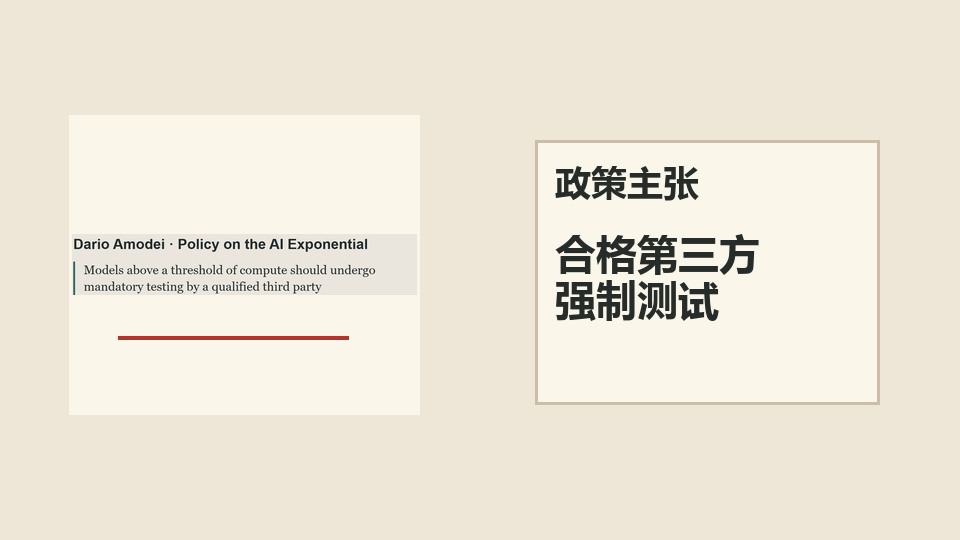 Dario Amodei · Policy on the AI Exponential
Models above a threshold of compute should undergo
mandatory testing by a qualified third party
政策主张
合格第三方
强制测试